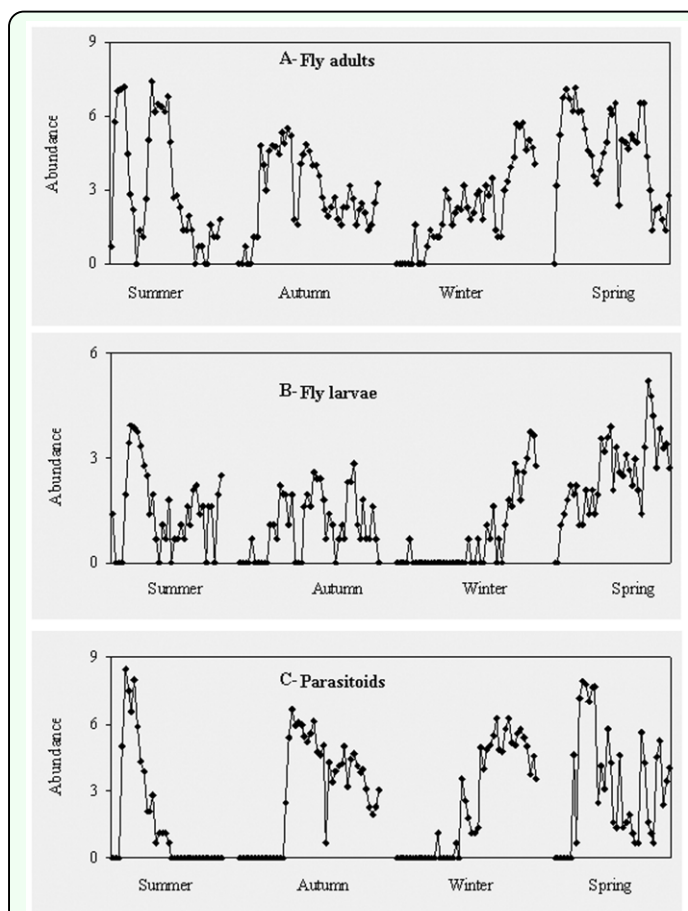 A- Fly adults
9
6
3
0
Abundance
Summer Autumn Winter Spring
B- Fly larvae
6
3
0
Abundance
Summer Autumn Winter Spring
C- Parasitoids
9
6
3
0
Abundance
Summer Autumn Winter Spring